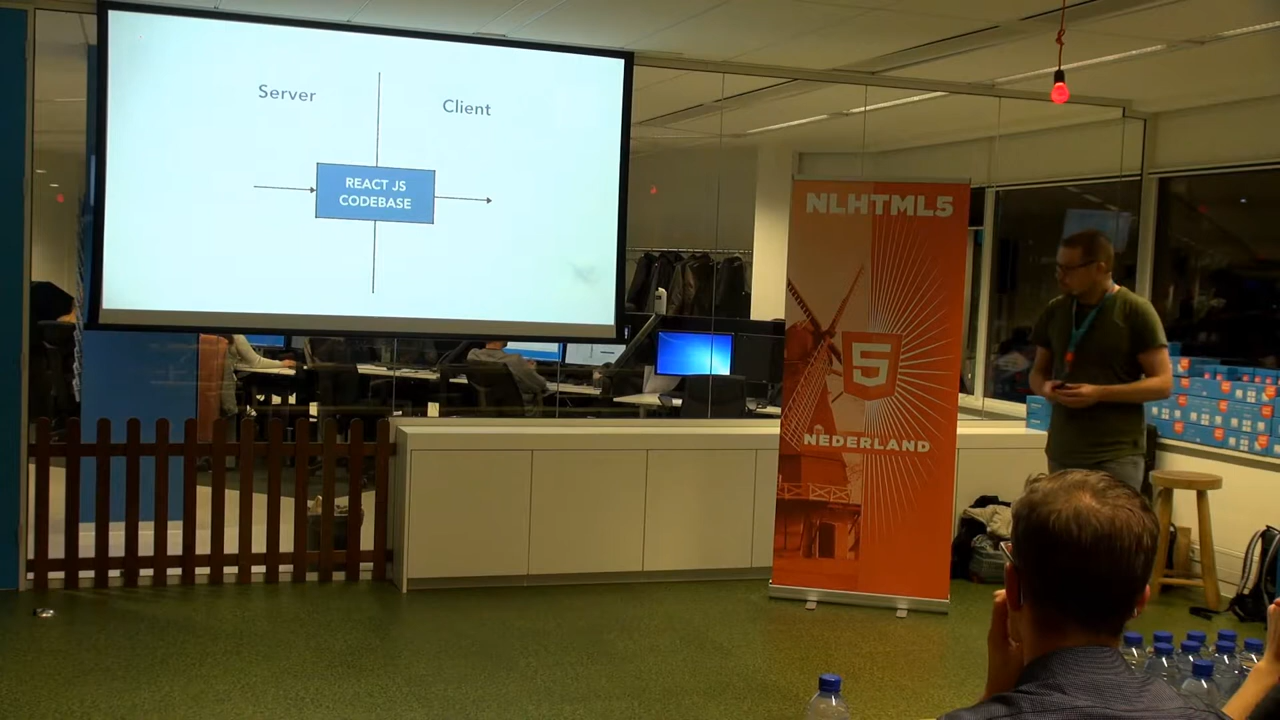 Server
Client
REACT JS
CODEBASE
NLHTML5
5
NEDERLAND